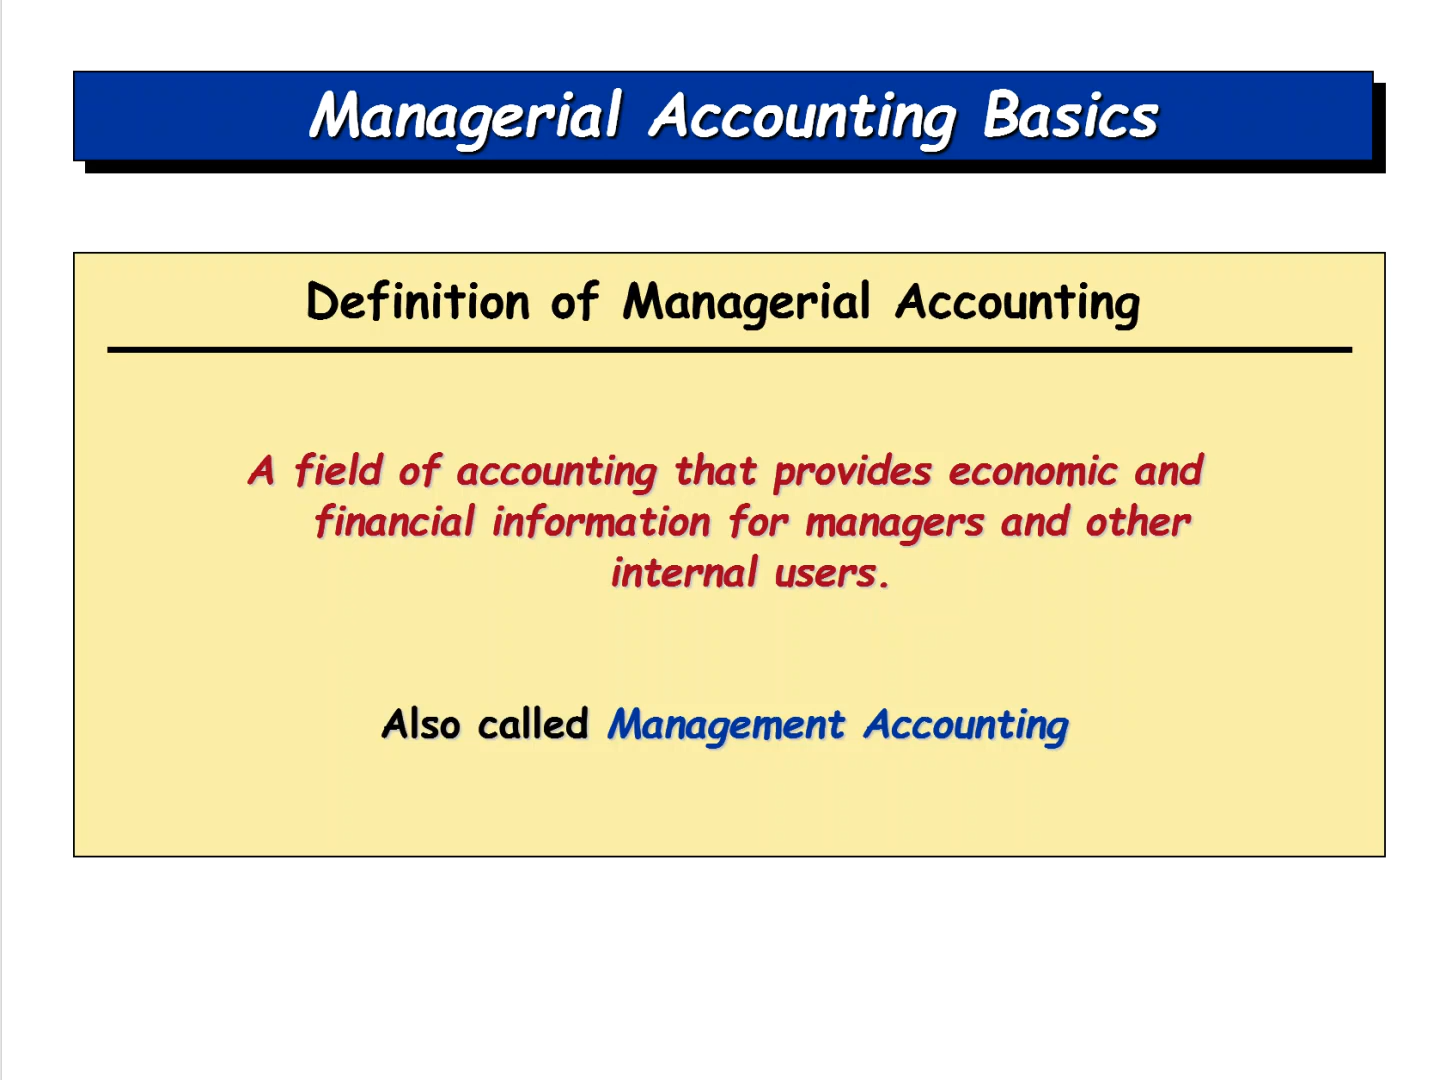 Managerial Accounting Basics
Definition of Managerial Accounting
A field of accounting that provides economic and
financial information for managers and other
internal users.
Also called Management Accounting